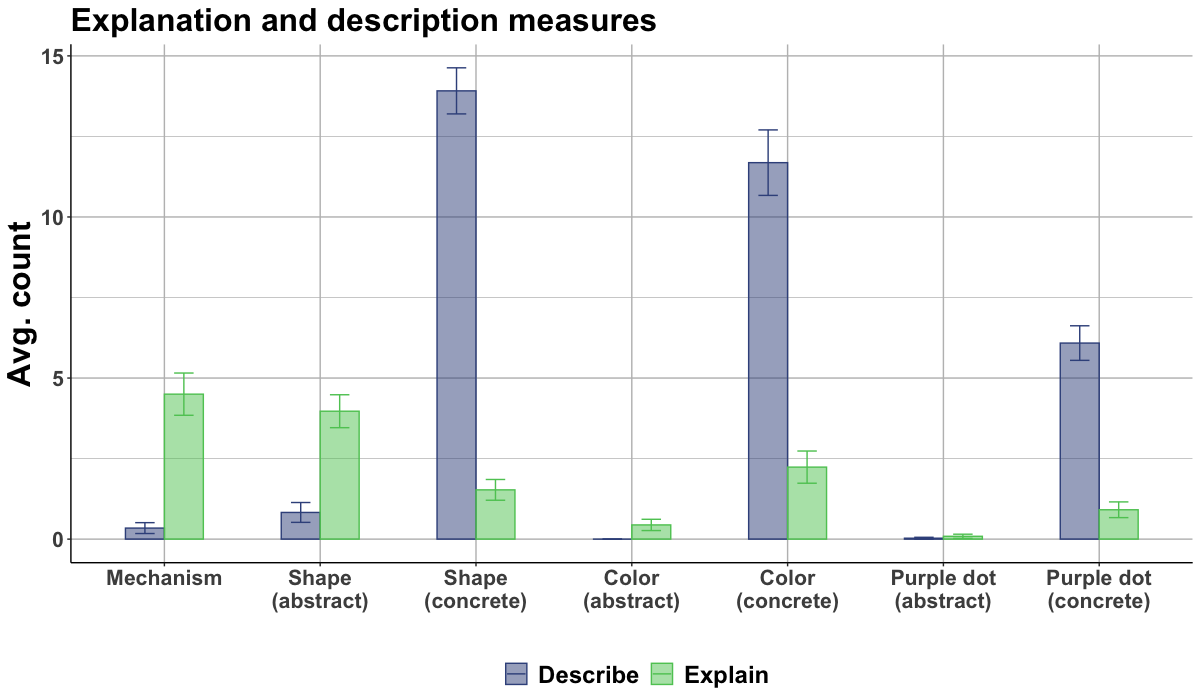 Explanation and description measures
Avg. count
15
10
5
0
Mechanism
Shape
(abstract)
Shape
(concrete)
Color
(abstract)
Color
(concrete)
Purple dot
(abstract)
Purple dot
(concrete)
Describe
Explain